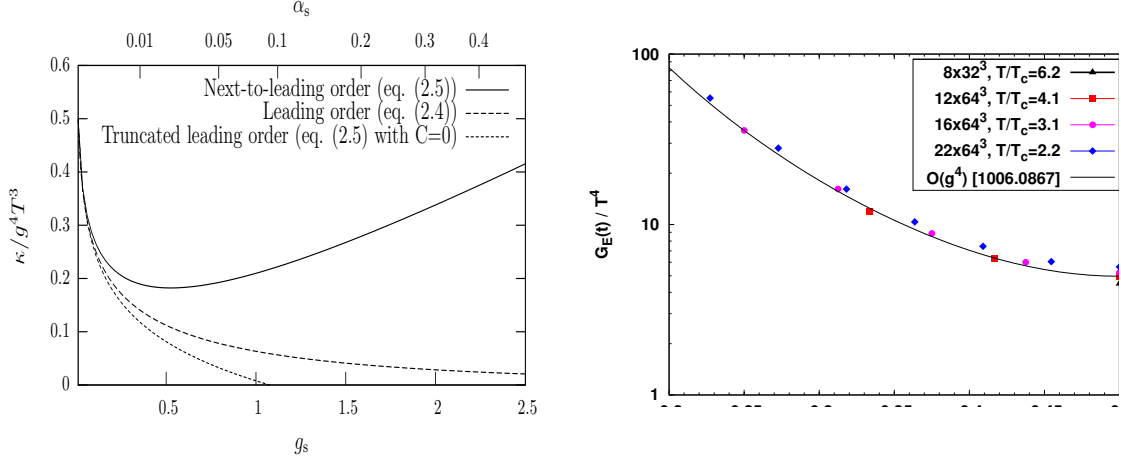 α_s
0.01 0.05 0.1 0.2 0.3 0.4
0.6
0.5
0.4
0.3
0.2
0.1
0
Next-to-leading order (eq. (2.5))
Leading order (eq. (2.4))
Truncated leading order (eq. (2.5) with C=0)
κ/g⁴T³
0.5 1 1.5 2 2.5
g_s
100
10
1
G_E(t) / T⁴
8x32³, T/T_c=6.2
12x64³, T/T_c=4.1
16x64³, T/T_c=3.1
22x64³, T/T_c=2.2
O(g⁴) [1006.0867]